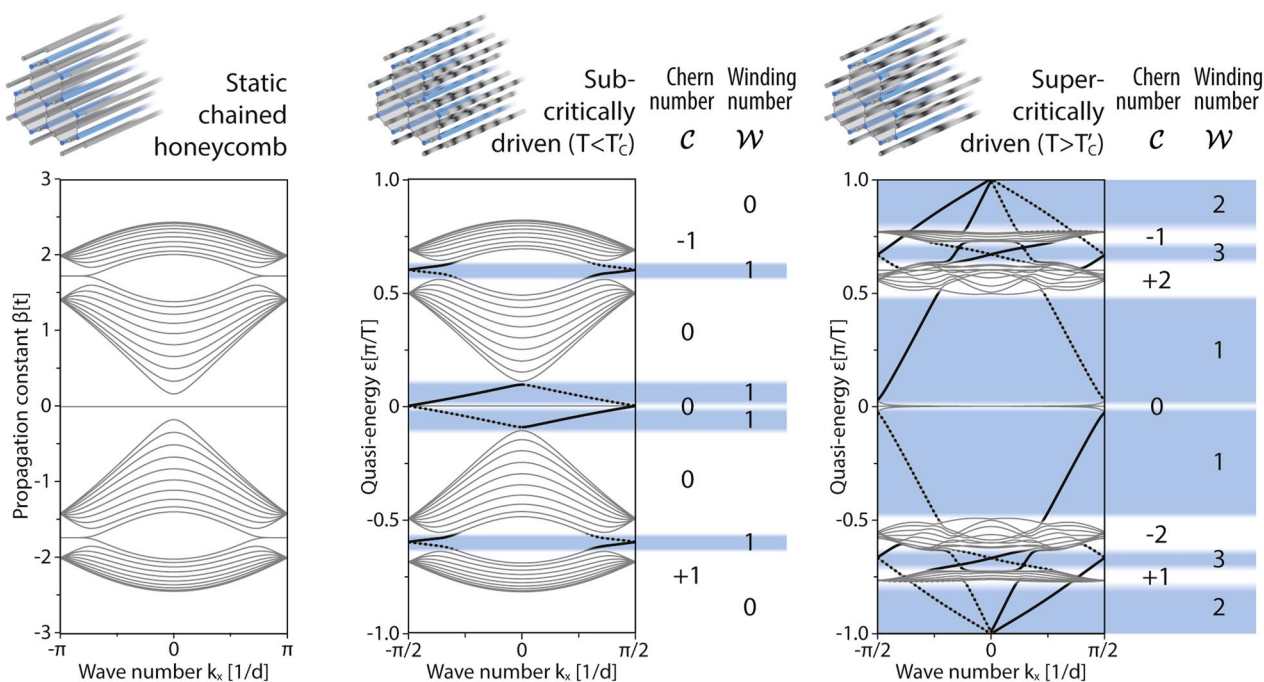 Static
chained
honeycomb
3
2
1
0
-1
-2
-3
Propagation constant β[t]
-π
0
π
Wave number kₓ [1/d]
Sub-
critically
driven (T<T′C)
Chern
number
C
Winding
number
W
1.0
0.5
0
-0.5
-1.0
Quasi-energy ε[π/T]
-π/2
0
π/2
Wave number kₓ [1/d]
0
-1
1
0
1
0
1
0
1
+1
0
Super-
critically
driven (T>T′C)
Chern
number
C
Winding
number
W
1.0
0.5
0
-0.5
-1.0
Quasi-energy ε[π/T]
-π/2
0
π/2
Wave number kₓ [1/d]
2
-1
3
+2
1
0
1
-2
3
+1
2